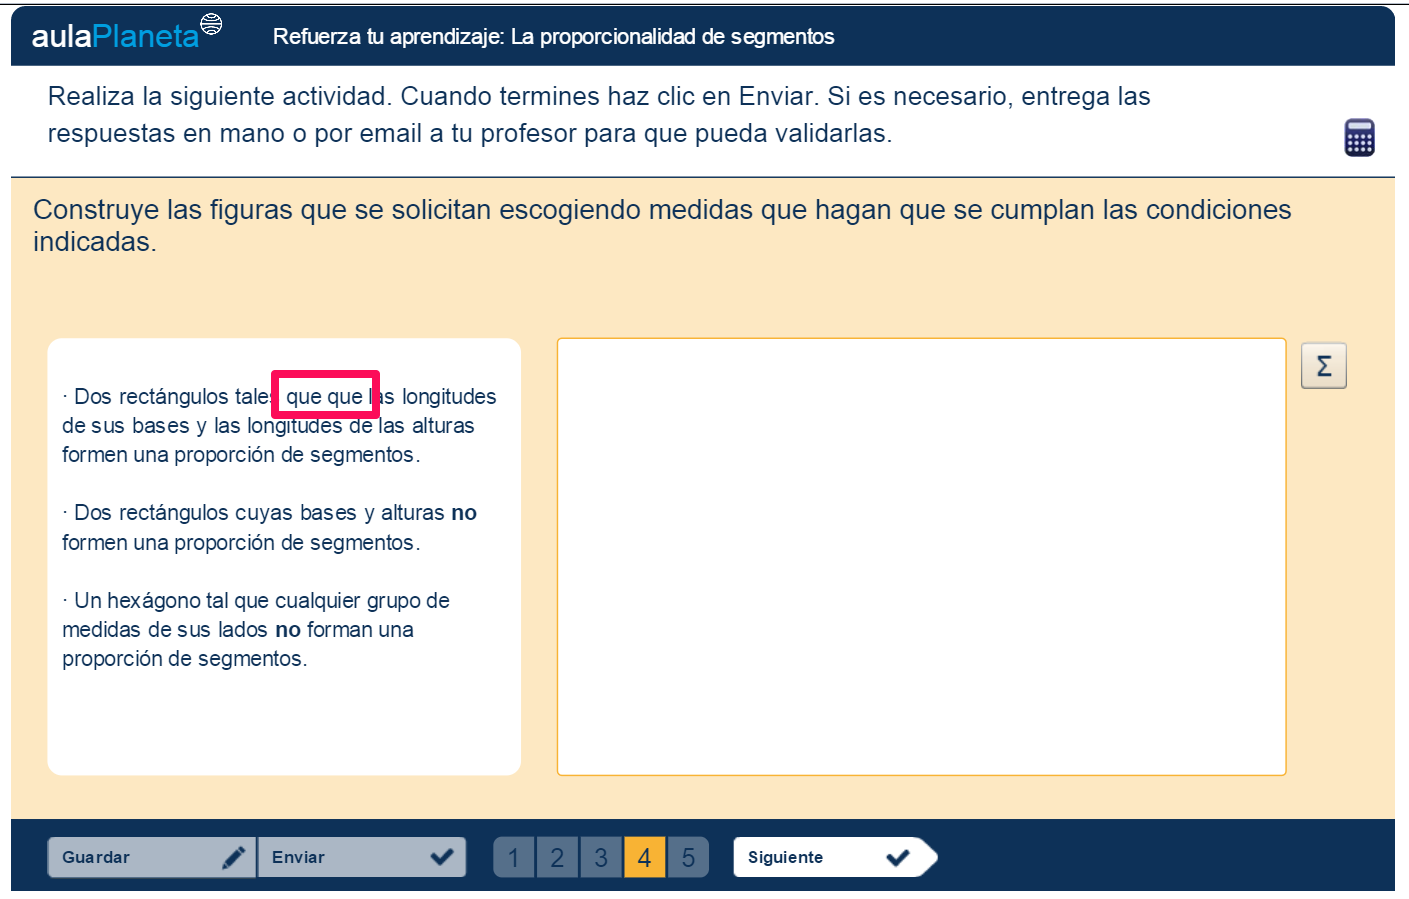 aulaPlaneta
Refuerza tu aprendizaje: La proporcionalidad de segmentos
Realiza la siguiente actividad. Cuando termines haz clic en Enviar. Si es necesario, entrega las
respuestas en mano o por email a tu profesor para que pueda validarlas.
Construye las figuras que se solicitan escogiendo medidas que hagan que se cumplan las condiciones
indicadas.
· Dos rectángulos tales que que las longitudes
de sus bases y las longitudes de las alturas
formen una proporción de segmentos.
· Dos rectángulos cuyas bases y alturas no
formen una proporción de segmentos.
· Un hexágono tal que cualquier grupo de
medidas de sus lados no forman una
proporción de segmentos.
Σ
Guardar
Enviar
1 2 3 4 5
Siguiente